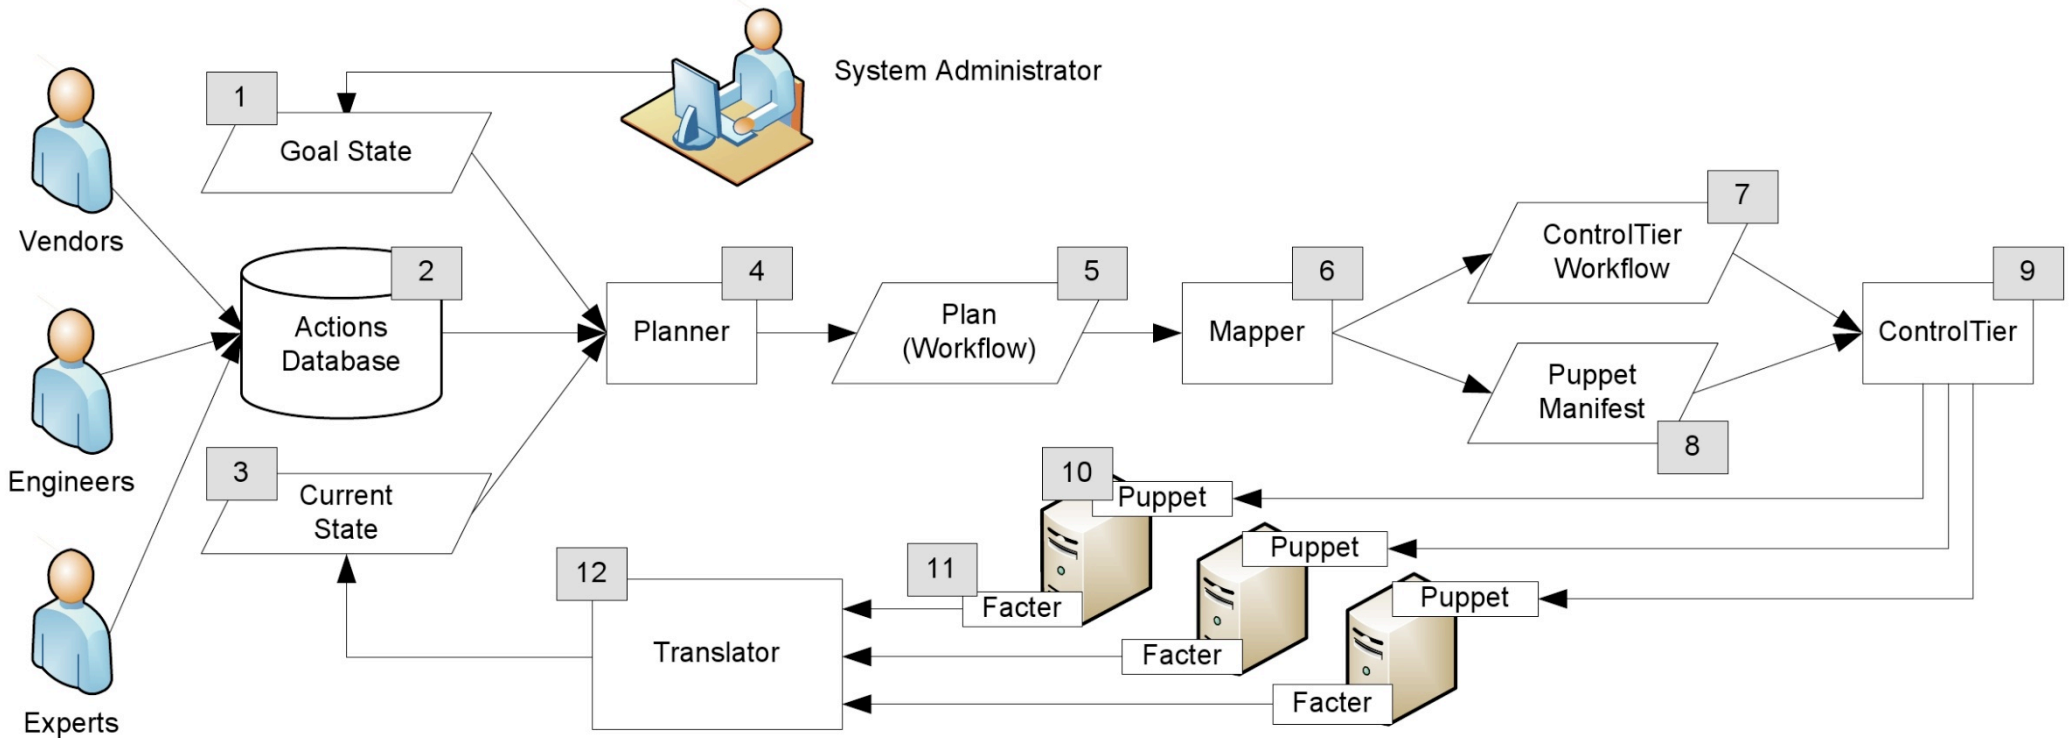 System Administrator
1
Goal State
Vendors
2
Actions
Database
Engineers
3
Current
State
Experts
4
Planner
5
Plan
(Workflow)
6
Mapper
7
ControlTier
Workflow
8
Puppet
Manifest
9
ControlTier
10
Puppet
Puppet
Puppet
11
Facter
Facter
Facter
12
Translator